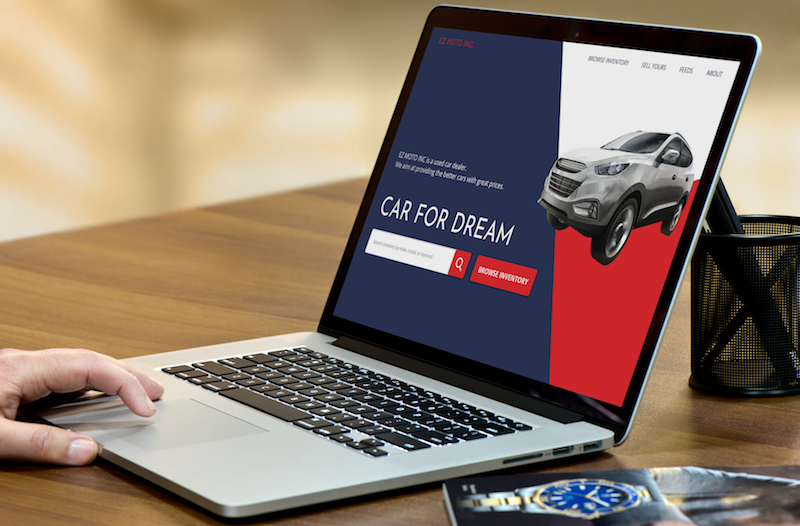 EZ MOTO INC
BROWSE INVENTORY SELL YOURS FEEDS ABOUT
EZ MOTO INC is a used car dealer.
We aim at providing the better cars with great prices.
CAR FOR DREAM
Search inventory by make, model, or keyword
BROWSE INVENTORY